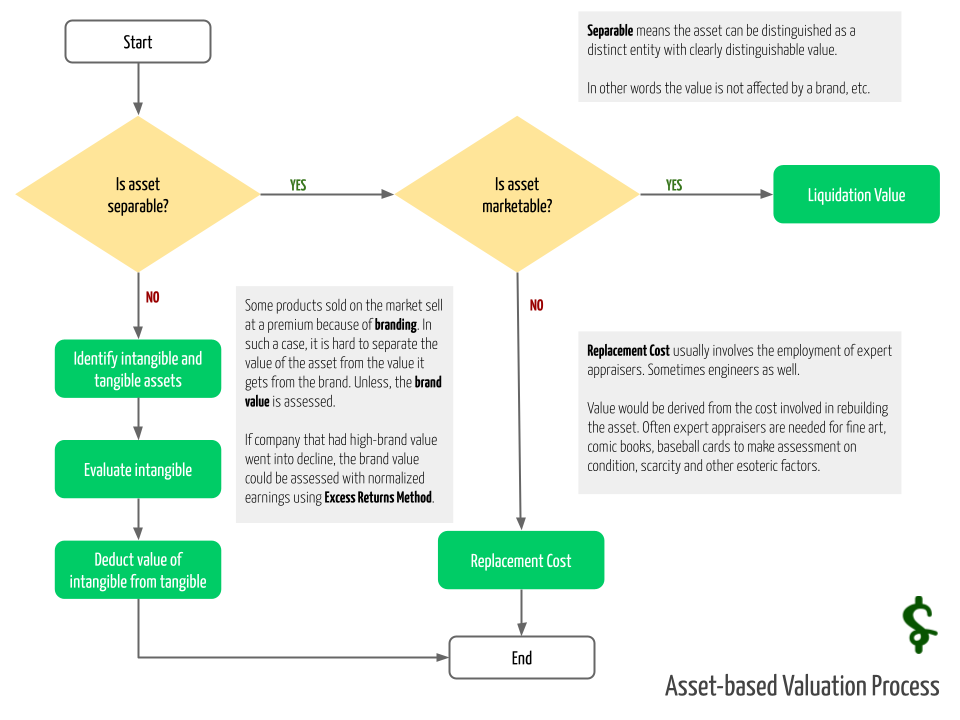 Start
Separable means the asset can be distinguished as a
distinct entity with clearly distinguishable value.
In other words the value is not affected by a brand, etc.
Is asset
separable?
YES
Is asset
marketable?
YES
Liquidation Value
NO
NO
Some products sold on the market sell
at a premium because of branding. In
such a case, it is hard to separate the
value of the asset from the value it
gets from the brand. Unless, the brand
value is assessed.
If company that had high-brand value
went into decline, the brand value
could be assessed with normalized
earnings using Excess Returns Method.
Replacement Cost usually involves the employment of expert
appraisers. Sometimes engineers as well.
Value would be derived from the cost involved in rebuilding
the asset. Often expert appraisers are needed for fine art,
comic books, baseball cards to make assessment on
condition, scarcity and other esoteric factors.
Identify intangible and
tangible assets
Evaluate intangible
Deduct value of
intangible from tangible
Replacement Cost
End
$
Asset-based Valuation Process